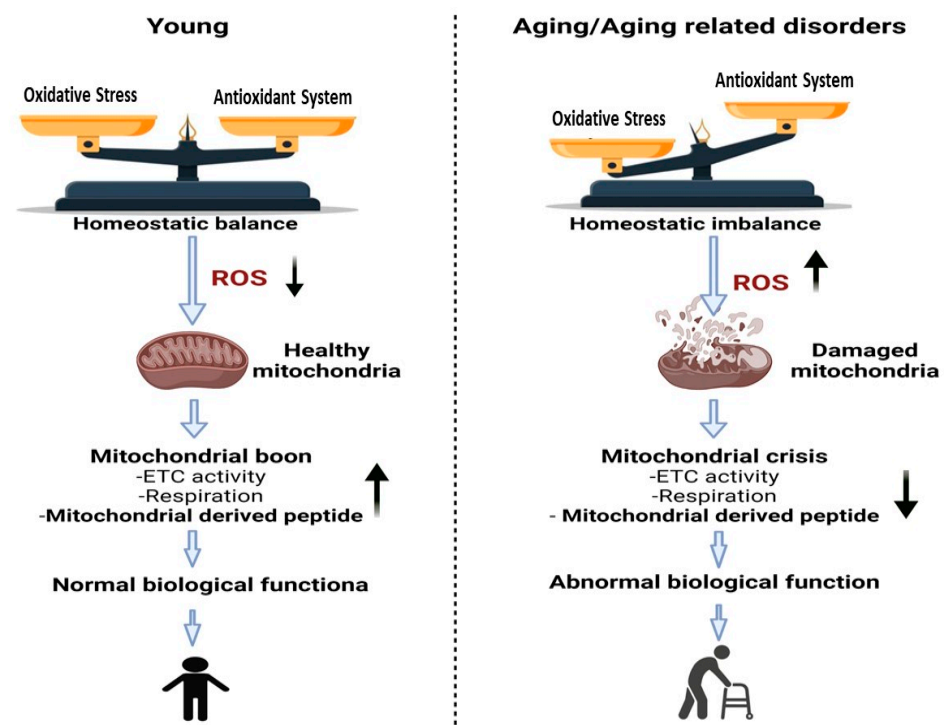 Young
Oxidative Stress
Antioxidant System
Homeostatic balance
ROS
Healthy
mitochondria
Mitochondrial boon
-ETC activity
-Respiration
-Mitochondrial derived peptide
Normal biological functiona
Aging/Aging related disorders
Antioxidant System
Oxidative Stress
Homeostatic imbalance
ROS
Damaged
mitochondria
Mitochondrial crisis
-ETC activity
-Respiration
- Mitochondrial derived peptide
Abnormal biological function